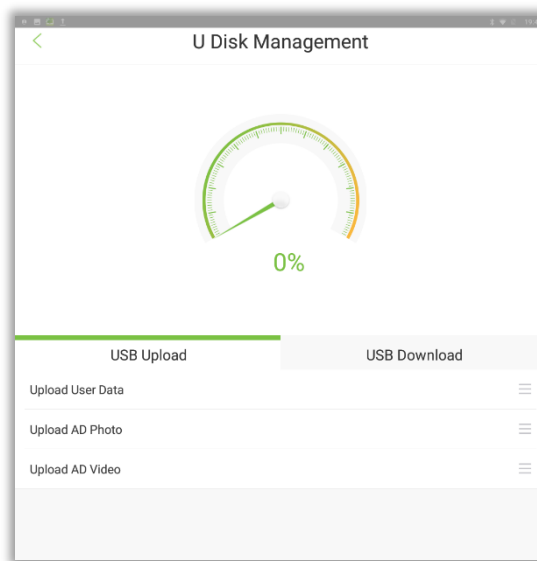 U Disk Management
0%
USB Upload
USB Download
Upload User Data
Upload AD Photo
Upload AD Video